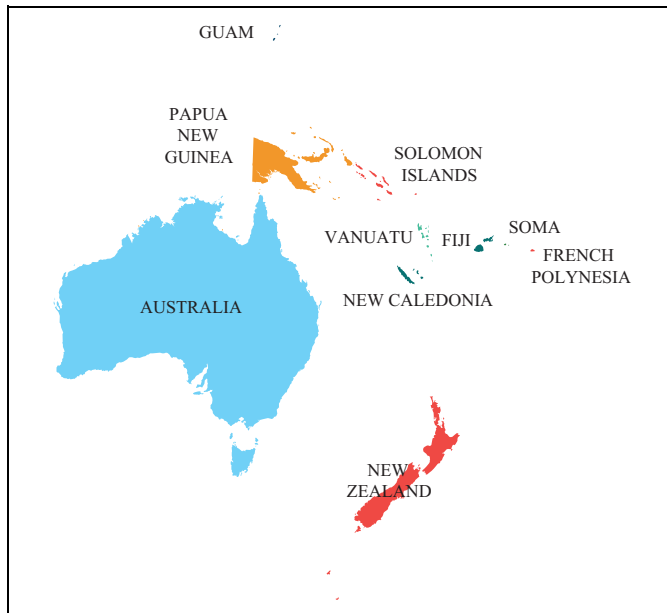 GUAM
PAPUA
NEW
GUINEA
SOLOMON
ISLANDS
VANUATU
FIJI
SOMA
FRENCH
POLYNESIA
NEW CALEDONIA
AUSTRALIA
NEW
ZEALAND